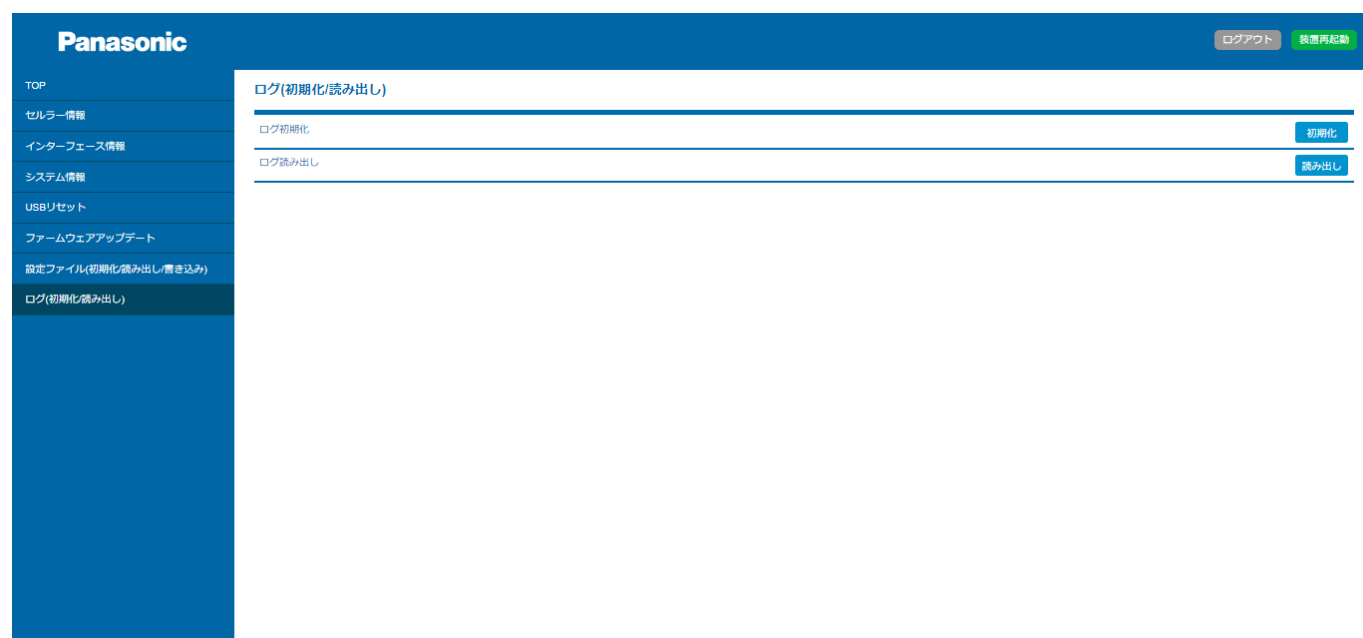 Panasonic
ログアウト 装置再起動
TOP
セルラー情報
インターフェース情報
システム情報
USBリセット
ファームウェアアップデート
設定ファイル(初期化/読み出し/書き込み)
ログ(初期化/読み出し)
ログ(初期化/読み出し)
ログ初期化 初期化
ログ読み出し 読み出し